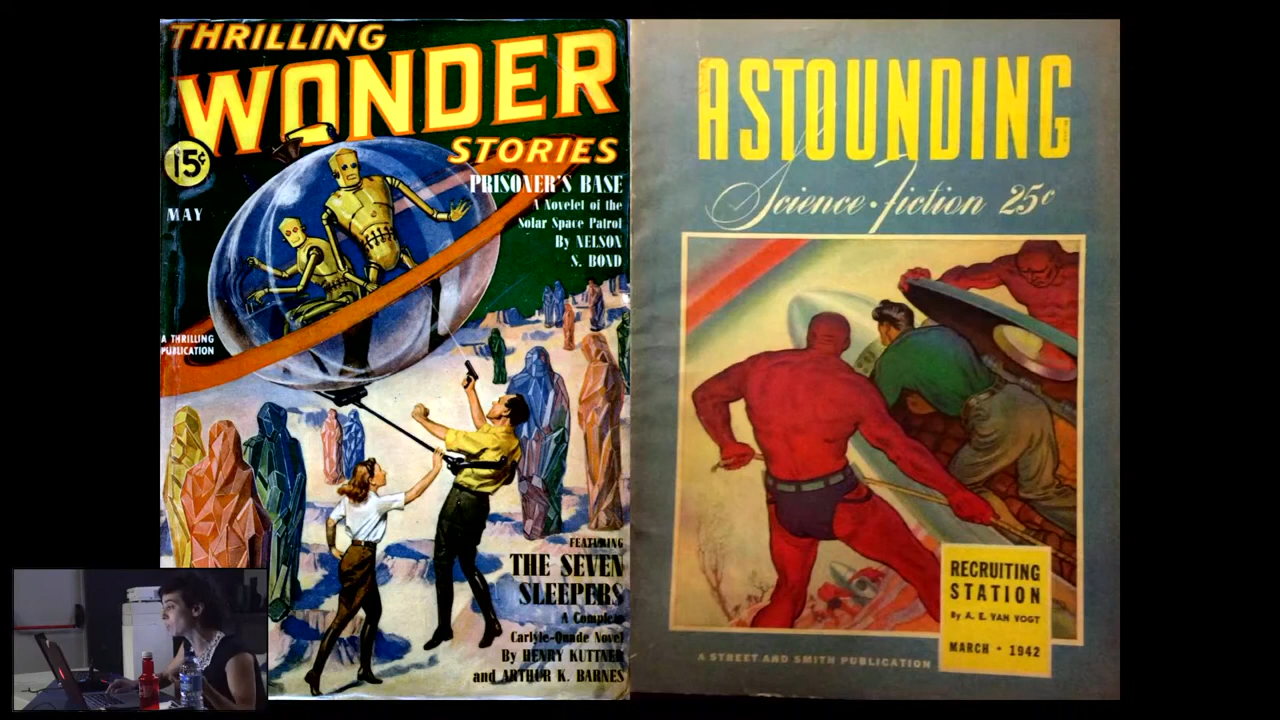 THRILLING
WONDER
STORIES
15¢
MAY
PRISONER'S BASE
A Novelet of the
Solar Space Patrol
By NELSON
S. BOND
A THRILLING
PUBLICATION
FEATURING
THE SEVEN
SLEEPERS
A Complete
Carlyle-Quade Novel
By HENRY KUTTNER
and ARTHUR K. BARNES
ASTOUNDING
Science-fiction 25¢
RECRUITING
STATION
By A. E. VAN VOGT
MARCH • 1942
A STREET AND SMITH PUBLICATION